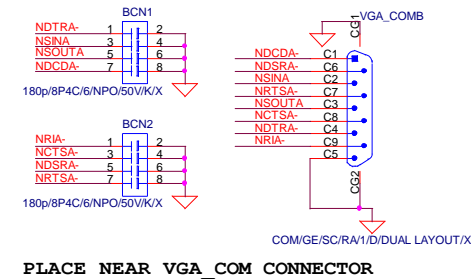 BCN1
NDTRA- 1 2
NSINA 3 4
NSOUTA 5 6
NDCDA- 7 8
180p/8P4C/6/NPO/50V/K/X
BCN2
NRIA- 1 2
NCTSA- 3 4
NDSRA- 5 6
NRTSA- 7 8
180p/8P4C/6/NPO/50V/K/X
VGA_COMB
CG1
NDCDA- C1
NDSRA- C6
NSINA C2
NRTSA- C7
NSOUTA C3
NCTSA- C8
NDTRA- C4
NRIA- C9
C5
CG2
COM/GE/SC/RA/1/D/DUAL LAYOUT/X
PLACE NEAR VGA_COM CONNECTOR